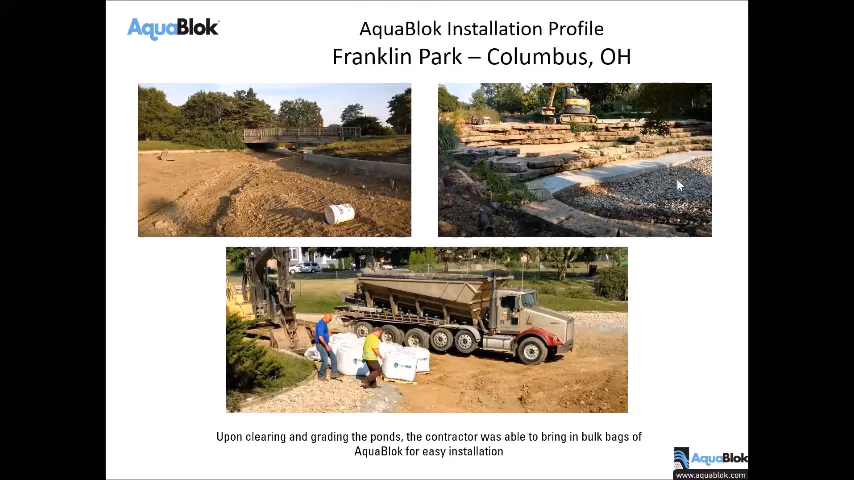 AquaBlok
AquaBlok Installation Profile
Franklin Park – Columbus, OH
AquaBlok
Upon clearing and grading the ponds, the contractor was able to bring in bulk bags of
AquaBlok for easy installation
AquaBlok
www.aquablok.com